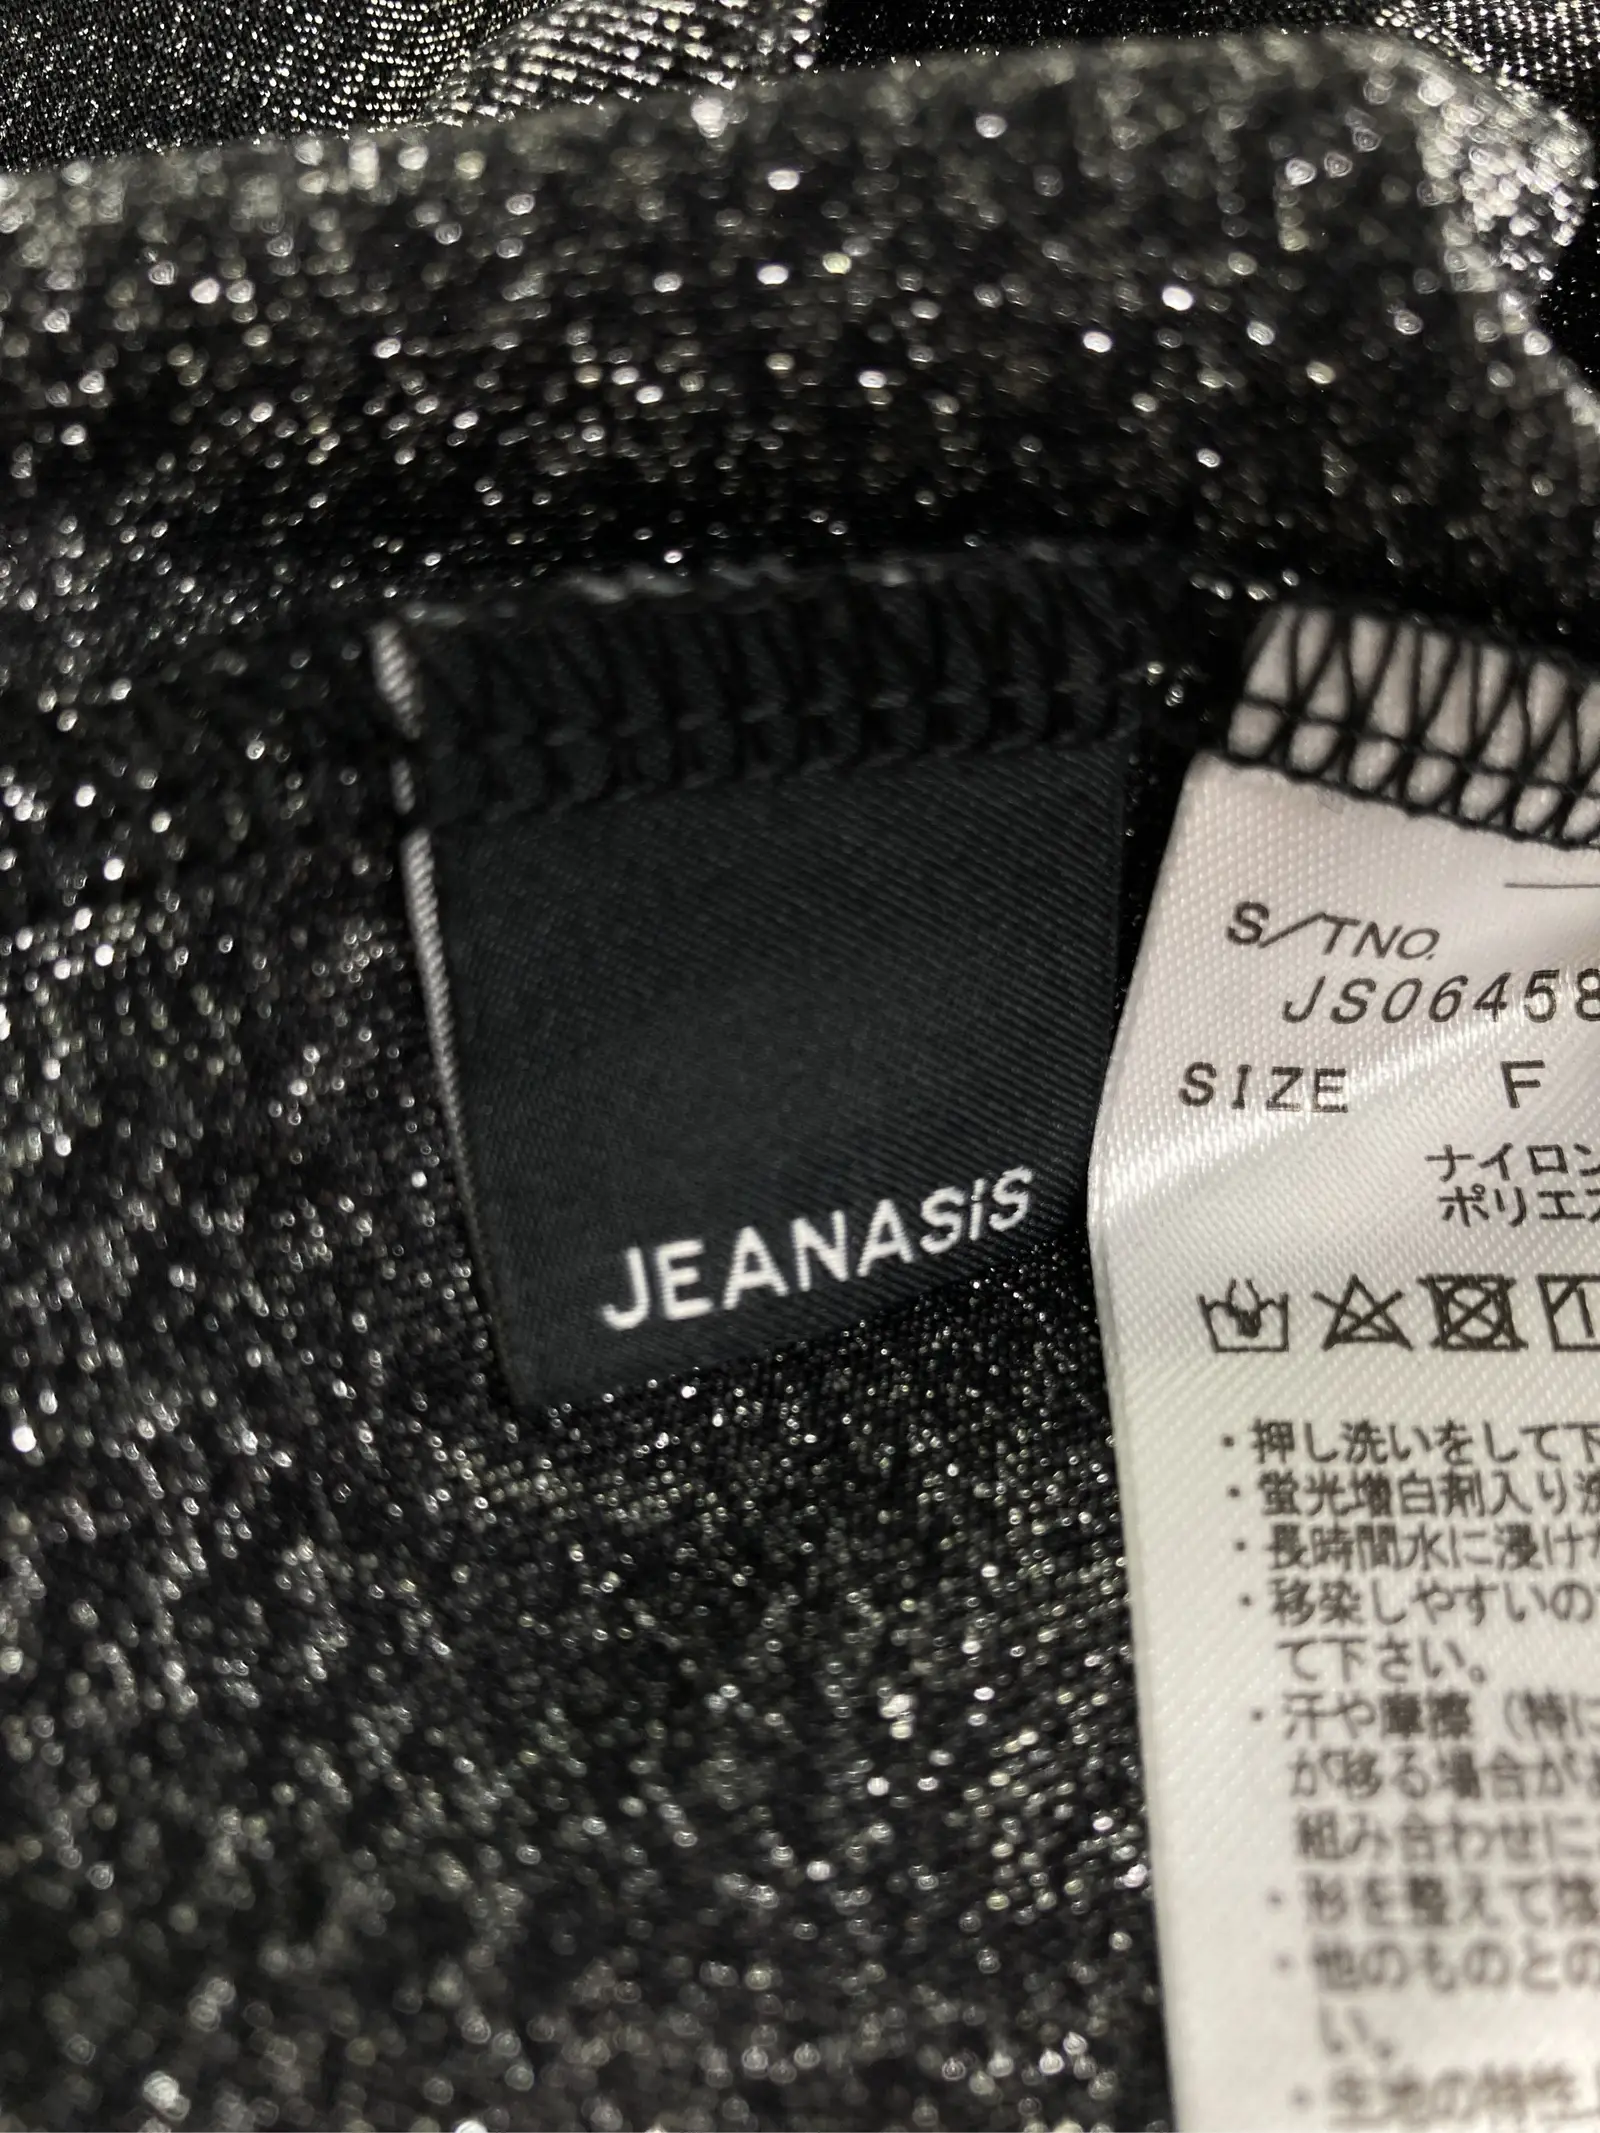 JEANASiS
S/TNO.
JS06458
SIZE F
ナイロン
ポリエス
・押し洗いをして下
・蛍光増白剤入り洗
・長時間水に浸け
・移染しやすいの
て下さい。
・汗や摩擦（特に
が移る場合が
組み合わせに
・形を整えて陰
・他のものとの
い。
・生地の特性